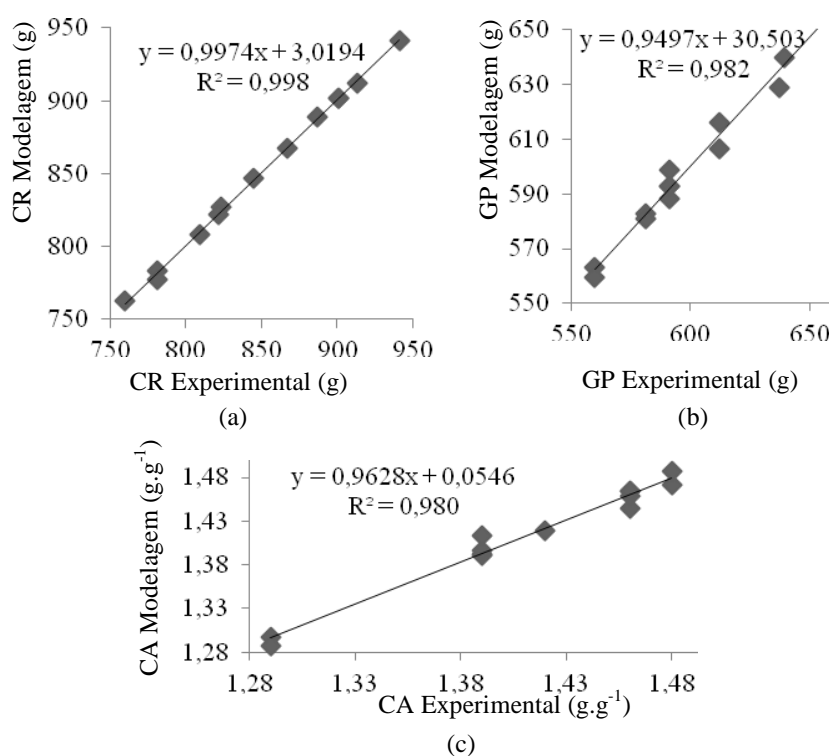 950
900
850
800
750
CR Modelagem (g)
y = 0,9974x + 3,0194
R² = 0,998
750 800 850 900 950
CR Experimental (g)
(a)
650
630
610
590
570
550
GP Modelagem (g)
y = 0,9497x + 30,503
R² = 0,982
550 600 650
GP Experimental (g)
(b)
1,48
1,43
1,38
1,33
1,28
CA Modelagem (g.g⁻¹)
y = 0,9628x + 0,0546
R² = 0,980
1,28 1,33 1,38 1,43 1,48
CA Experimental (g.g⁻¹)
(c)